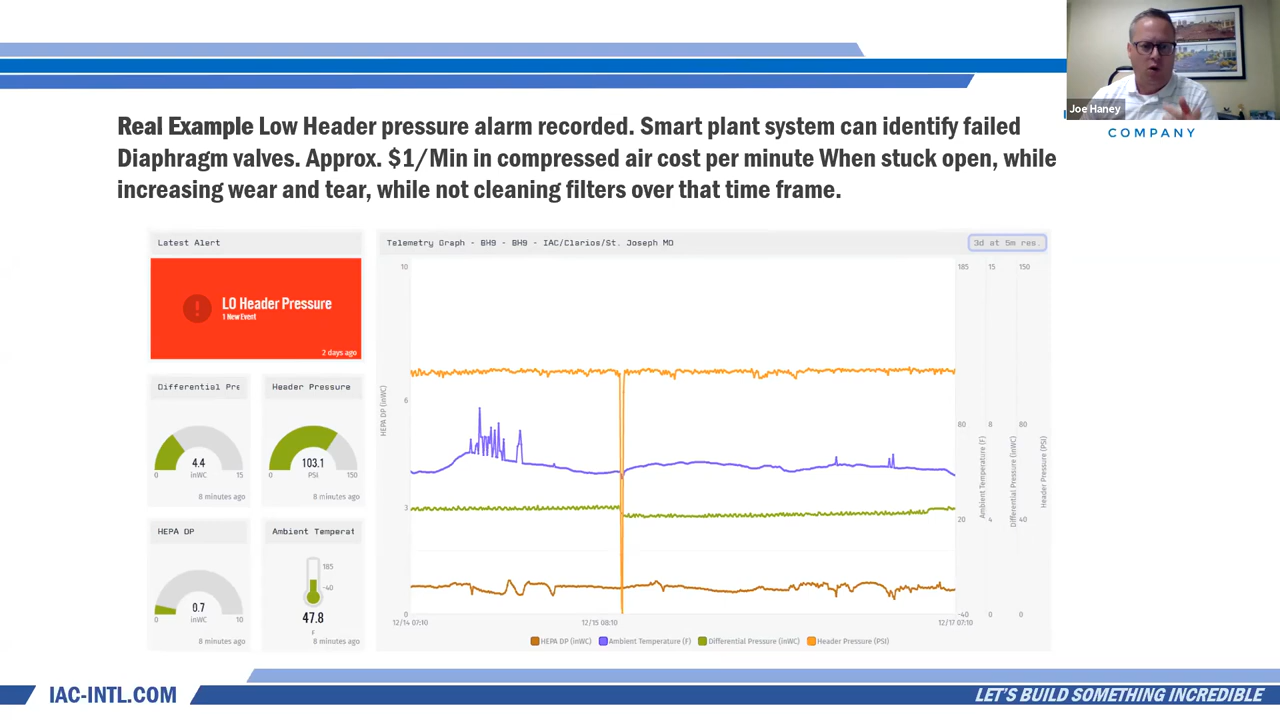 Joe Haney
COMPANY
Real Example Low Header pressure alarm recorded. Smart plant system can identify failed
Diaphragm valves. Approx. $1/Min in compressed air cost per minute When stuck open, while
increasing wear and tear, while not cleaning filters over that time frame.
Latest Alert
LO Header Pressure
1 New Event
2 days ago
Differential Pre
4.4
inWC
0
15
8 minutes ago
Header Pressure
103.1
PSI
0
150
8 minutes ago
HEPA DP
0.7
inWC
0
10
8 minutes ago
Ambient Temperat
185
-40
47.8
F
8 minutes ago
Telemetry Graph - BH9 - BH9 - IAC/Clarios/St. Joseph MO
3d at 5m res.
10
6
3
0
HEPA DP (inWC)
185 15 150
80 8 80
20 4 40
-40 0 0
Ambient Temperature (F)
Differential Pressure (inWC)
Header Pressure (PSI)
12/14 07:10
12/15 08:10
12/17 07:10
HEPA DP (inWC) Ambient Temperature (F) Differential Pressure (inWC) Header Pressure (PSI)
IAC-INTL.COM
LET'S BUILD SOMETHING INCREDIBLE